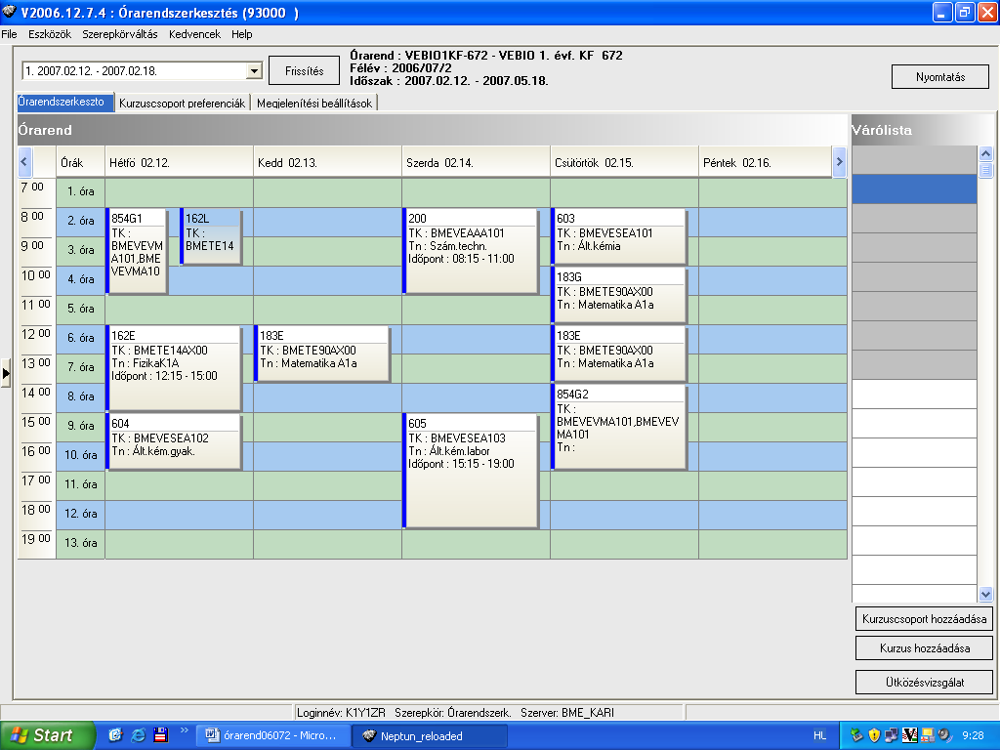 V2006.12.7.4 : Órarendszerkesztés (93000 )
File Eszközök Szerepkörváltás Kedvencek Help
1. 2007.02.12. - 2007.02.18.
Frissítés
Órarend : VEBIO1KF-672 - VEBIO 1. évf. KF 672
Félév : 2006/07/2
Időszak : 2007.02.12. - 2007.05.18.
Nyomtatás
Órarendszerkeszto Kurzuscsoport preferenciák Megjelenítési beállítások
Órarend
Várólista
Órák Hétfő 02.12. Kedd 02.13. Szerda 02.14. Csütörtök 02.15. Péntek 02.16.
7 00 1. óra
8 00 2. óra
9 00 3. óra
10 00 4. óra
11 00 5. óra
12 00 6. óra
13 00 7. óra
14 00 8. óra
15 00 9. óra
16 00 10. óra
17 00 11. óra
18 00 12. óra
19 00 13. óra
854G1
TK :
BMEVEVM
A101,BME
VEVMA10
162L
TK :
BMETE14
162E
TK : BMETE14AX00
Tn : FizikaK1A
Időpont : 12:15 - 15:00
604
TK : BMEVESEA102
Tn : Ált.kém.gyak.
183E
TK : BMETE90AX00
Tn : Matematika A1a
200
TK : BMEVEAAA101
Tn : Szám.techn.
Időpont : 08:15 - 11:00
605
TK : BMEVESEA103
Tn : Ált.kém.labor
Időpont : 15:15 - 19:00
603
TK : BMEVESEA101
Tn : Ált.kémia
183G
TK : BMETE90AX00
Tn : Matematika A1a
183E
TK : BMETE90AX00
Tn : Matematika A1a
854G2
TK :
BMEVEVMA101,BMEVEV
MA101
Tn :
Kurzuscsoport hozzáadása
Kurzus hozzáadása
Ütközésvizsgálat
Loginnév: K1Y1ZR Szerepkör: Órarendszerk. Szerver: BME_KARI
Start
órarend06072 - Micro...
Neptun_reloaded
HL
9:28